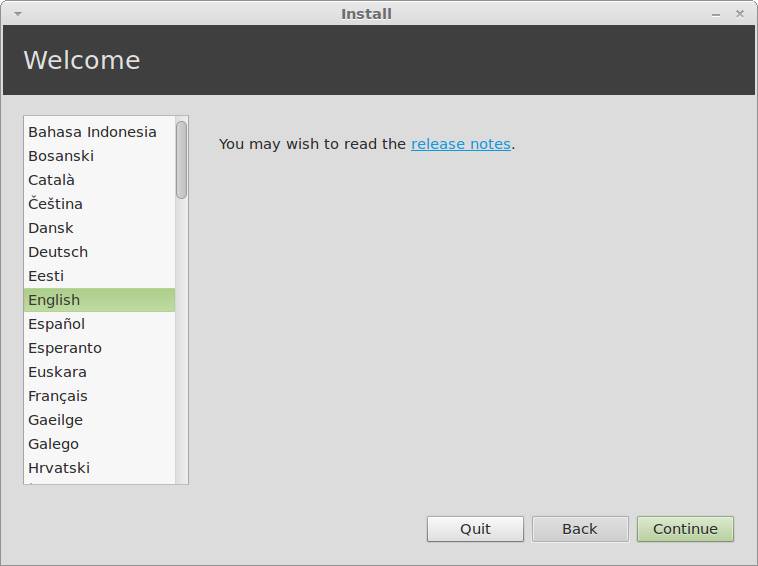 Install
Welcome
Bahasa Indonesia
Bosanski
Català
Čeština
Dansk
Deutsch
Eesti
English
Español
Esperanto
Euskara
Français
Gaeilge
Galego
Hrvatski
You may wish to read the release notes.
Quit
Back
Continue